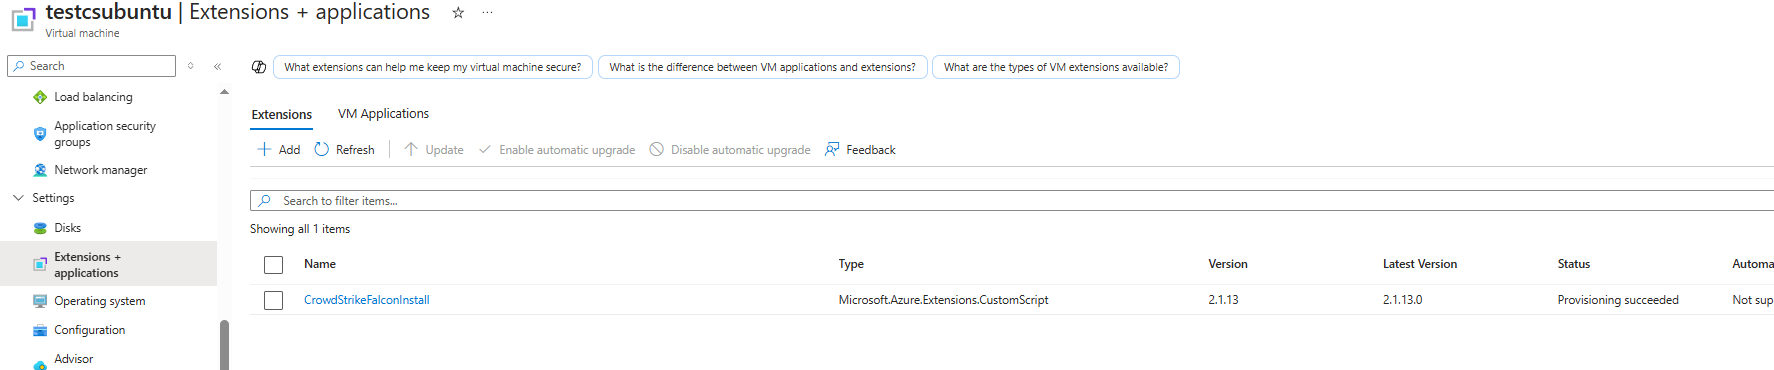 testcsubuntu | Extensions + applications
Virtual machine
Search
Load balancing
Application security
groups
Network manager
Settings
Disks
Extensions +
applications
Operating system
Configuration
Advisor
What extensions can help me keep my virtual machine secure?
What is the difference between VM applications and extensions?
What are the types of VM extensions available?
Extensions
VM Applications
Add
Refresh
Update
Enable automatic upgrade
Disable automatic upgrade
Feedback
Search to filter items...
Showing all 1 items
Name Type Version Latest Version Status Automa
CrowdStrikeFalconInstall Microsoft.Azure.Extensions.CustomScript 2.1.13 2.1.13.0 Provisioning succeeded Not sup